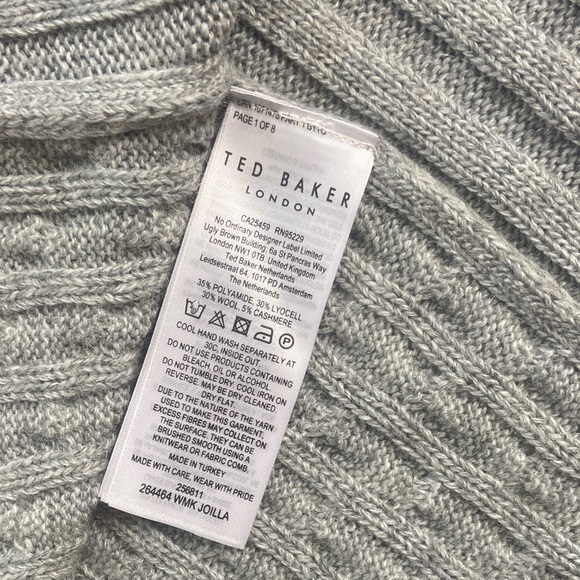 PAGE 1 OF 8
TED BAKER
LONDON
CA25459 RN95229
No Ordinary Designer Label Limited
Ugly Brown Building, 6a St Pancras Way
London NW1 0TB United Kingdom
Ted Baker Netherlands
Leidsestraat 64, 1017 PD Amsterdam
The Netherlands
35% POLYAMIDE, 30% LYOCELL
30% WOOL, 5% CASHMERE
COOL HAND WASH SEPARATELY AT
30C, INSIDE OUT.
DO NOT USE PRODUCTS CONTAINING
BLEACH, OIL OR ALCOHOL.
DO NOT TUMBLE DRY. COOL IRON ON
REVERSE. MAY BE DRY CLEANED.
DRY FLAT.
DUE TO THE NATURE OF THE YARN
USED TO MAKE THIS GARMENT,
EXCESS FIBRES MAY COLLECT ON
THE SURFACE. THEY CAN BE
BRUSHED SMOOTH USING A
KNITWEAR OR FABRIC COMB.
MADE IN TURKEY
MADE WITH CARE, WEAR WITH PRIDE
256811
264464 WMK JOILLA